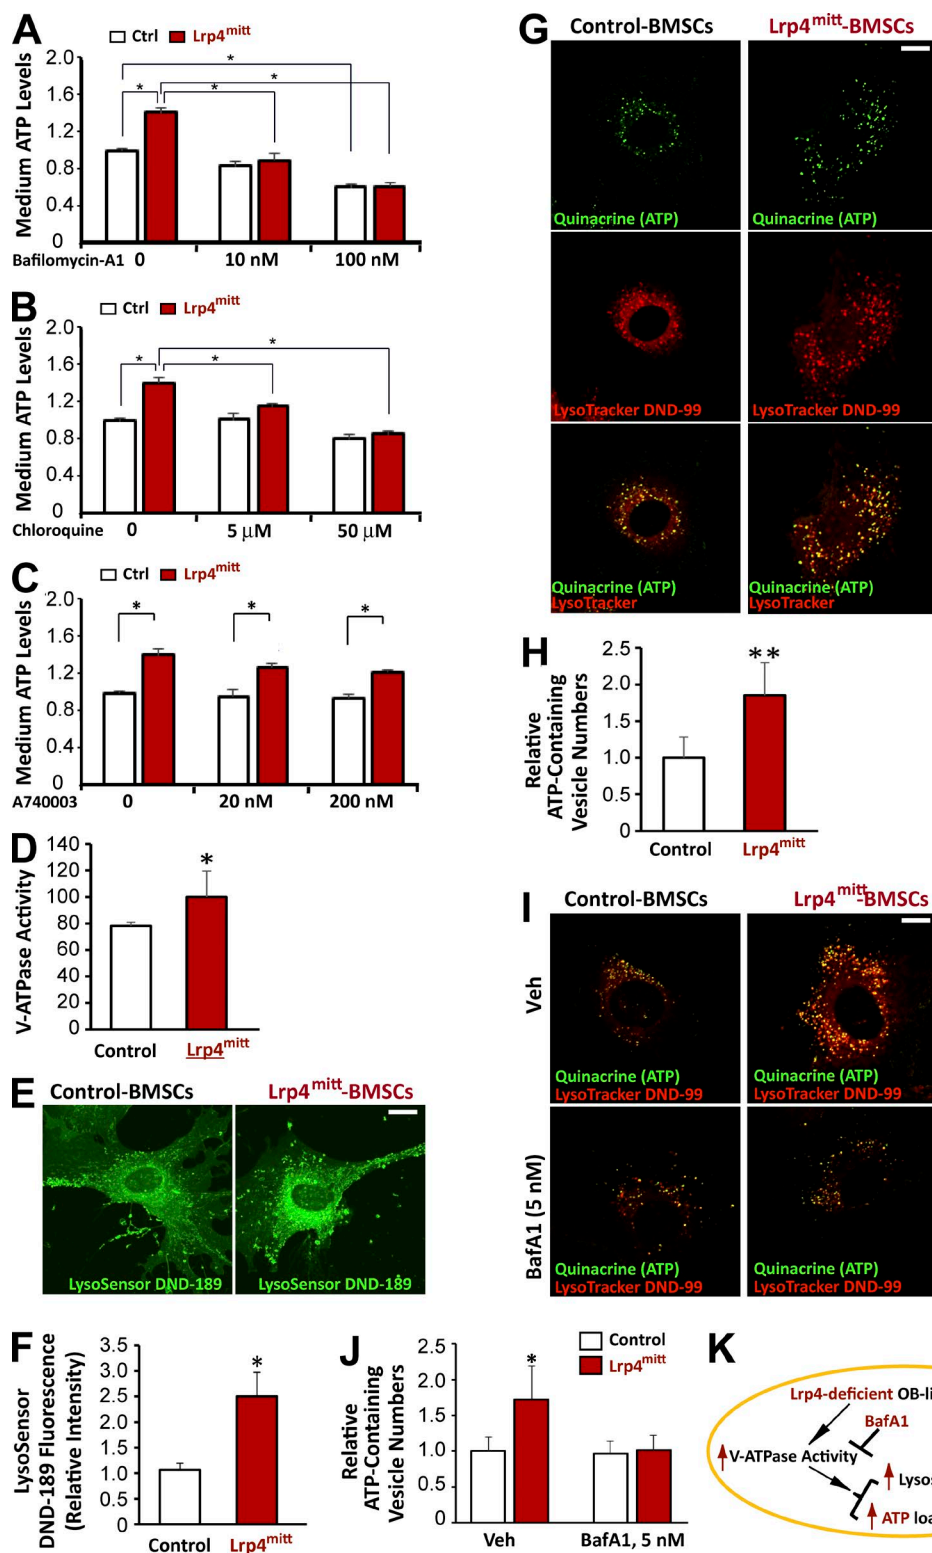 A
Ctrl Lrp4mitt
Medium ATP Levels
2.0
1.6
1.2
0.8
0.4
0
* * * *
Bafilomycin-A1 0 10 nM 100 nM
B
Ctrl Lrp4mitt
Medium ATP Levels
2.0
1.6
1.2
0.8
0.4
0
* * *
Chloroquine 0 5 μM 50 μM
C
Ctrl Lrp4mitt
Medium ATP Levels
2.0
1.6
1.2
0.8
0.4
0
* * *
A740003 0 20 nM 200 nM
D
V-ATPase Activity
140
120
100
80
60
40
20
0
*
Control Lrp4mitt
E
Control-BMSCs Lrp4mitt-BMSCs
LysoSensor DND-189 LysoSensor DND-189
F
LysoSensor
DND-189 Fluorescence
(Relative Intensity)
3.5
3.0
2.5
2.0
1.5
1.0
0.5
0
*
Control Lrp4mitt
G
Control-BMSCs Lrp4mitt-BMSCs
Quinacrine (ATP) Quinacrine (ATP)
LysoTracker DND-99 LysoTracker DND-99
Quinacrine (ATP) Quinacrine (ATP)
LysoTracker LysoTracker
H
Relative
ATP-Containing
Vesicle Numbers
2.5
2.0
1.5
1.0
0.5
0
**
Control Lrp4mitt
I
Control-BMSCs Lrp4mitt-BMSCs
Veh
Quinacrine (ATP) Quinacrine (ATP)
LysoTracker DND-99 LysoTracker DND-99
BafA1 (5 nM)
Quinacrine (ATP) Quinacrine (ATP)
LysoTracker DND-99 LysoTracker DND-99
J
Control
Lrp4mitt
Relative
ATP-Containing
Vesicle Numbers
2.5
2.0
1.5
1.0
0.5
0
*
Veh BafA1, 5 nM
K
Lrp4-deficient OB-li
BafA1
V-ATPase Activity
Lysos
ATP loa